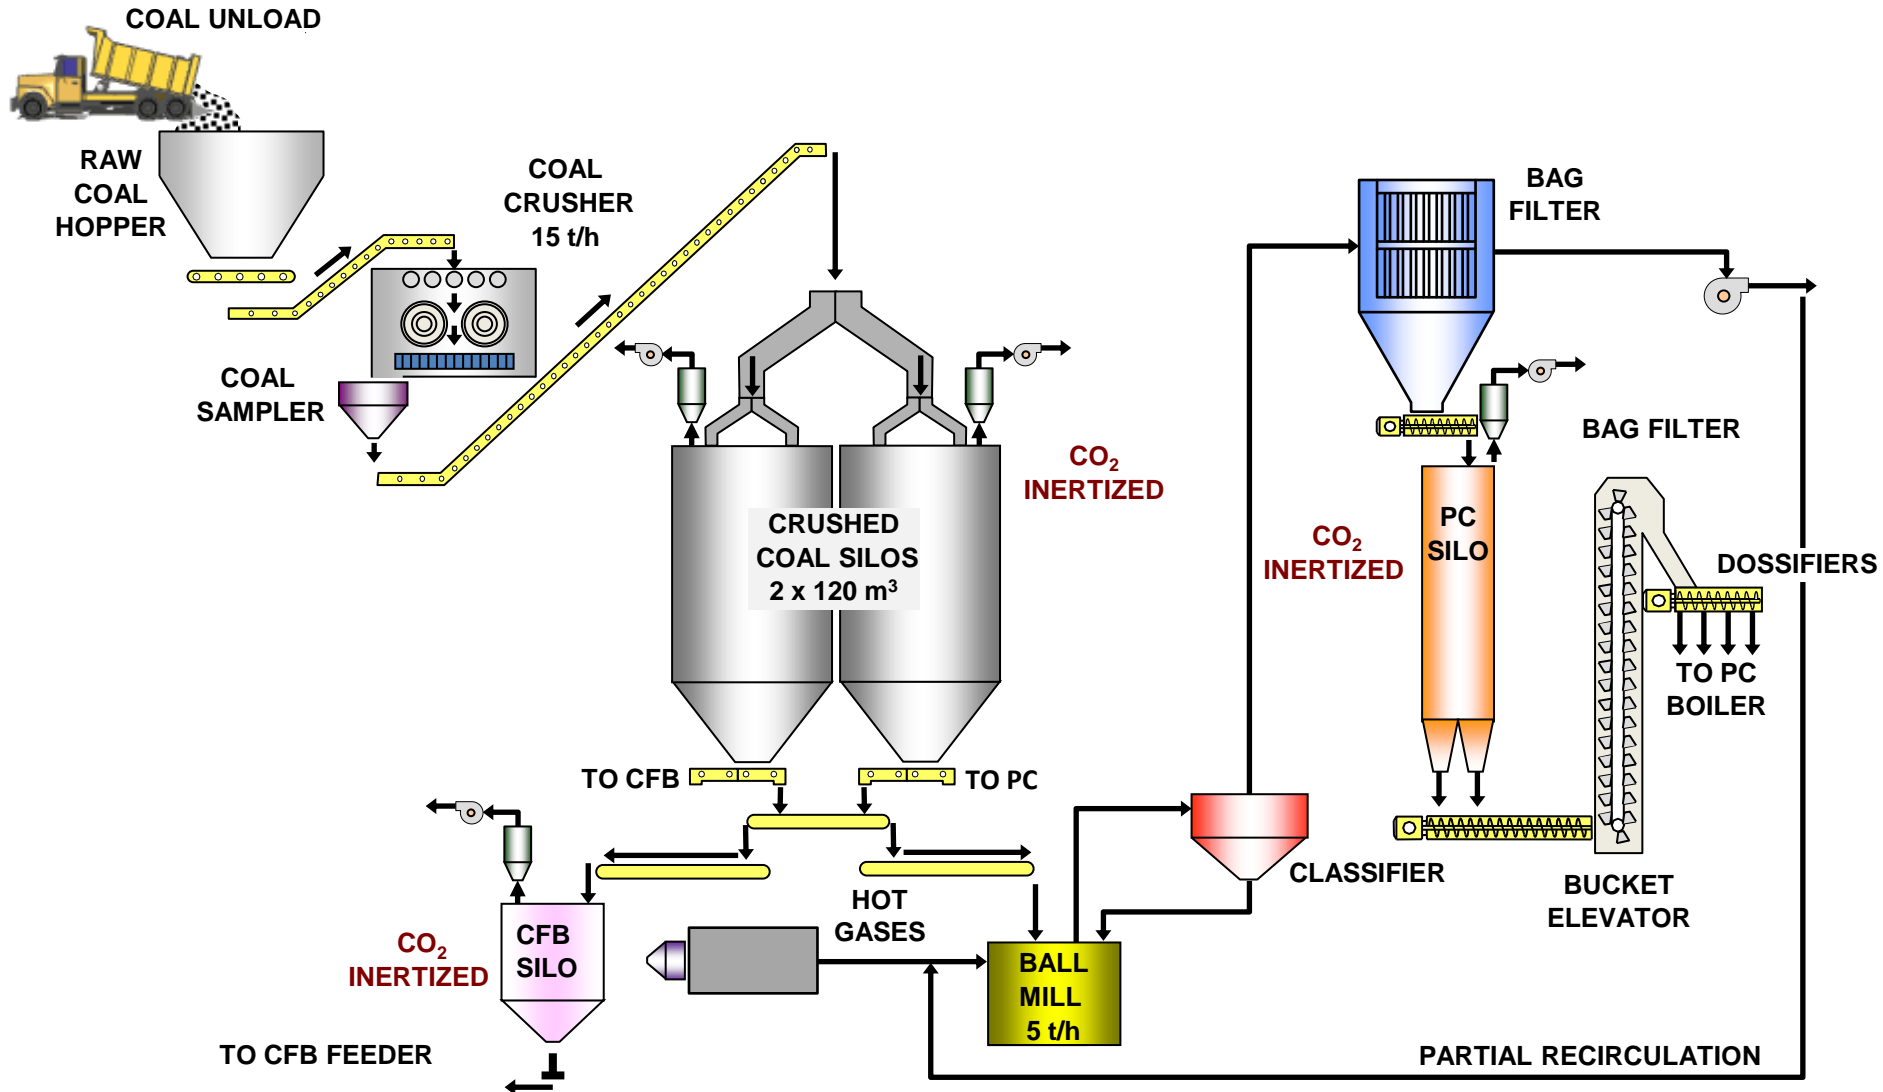 COAL UNLOAD
RAW
COAL
HOPPER
COAL
CRUSHER
15 t/h
COAL
SAMPLER
CO₂
INERTIZED
CRUSHED
COAL SILOS
2 x 120 m³
TO CFB
TO PC
BAG
FILTER
BAG FILTER
PC
SILO
CO₂
INERTIZED
DOSSIFIERS
TO PC
BOILER
BUCKET
ELEVATOR
CLASSIFIER
HOT
GASES
BALL
MILL
5 t/h
CFB
SILO
CO₂
INERTIZED
TO CFB FEEDER
PARTIAL RECIRCULATION